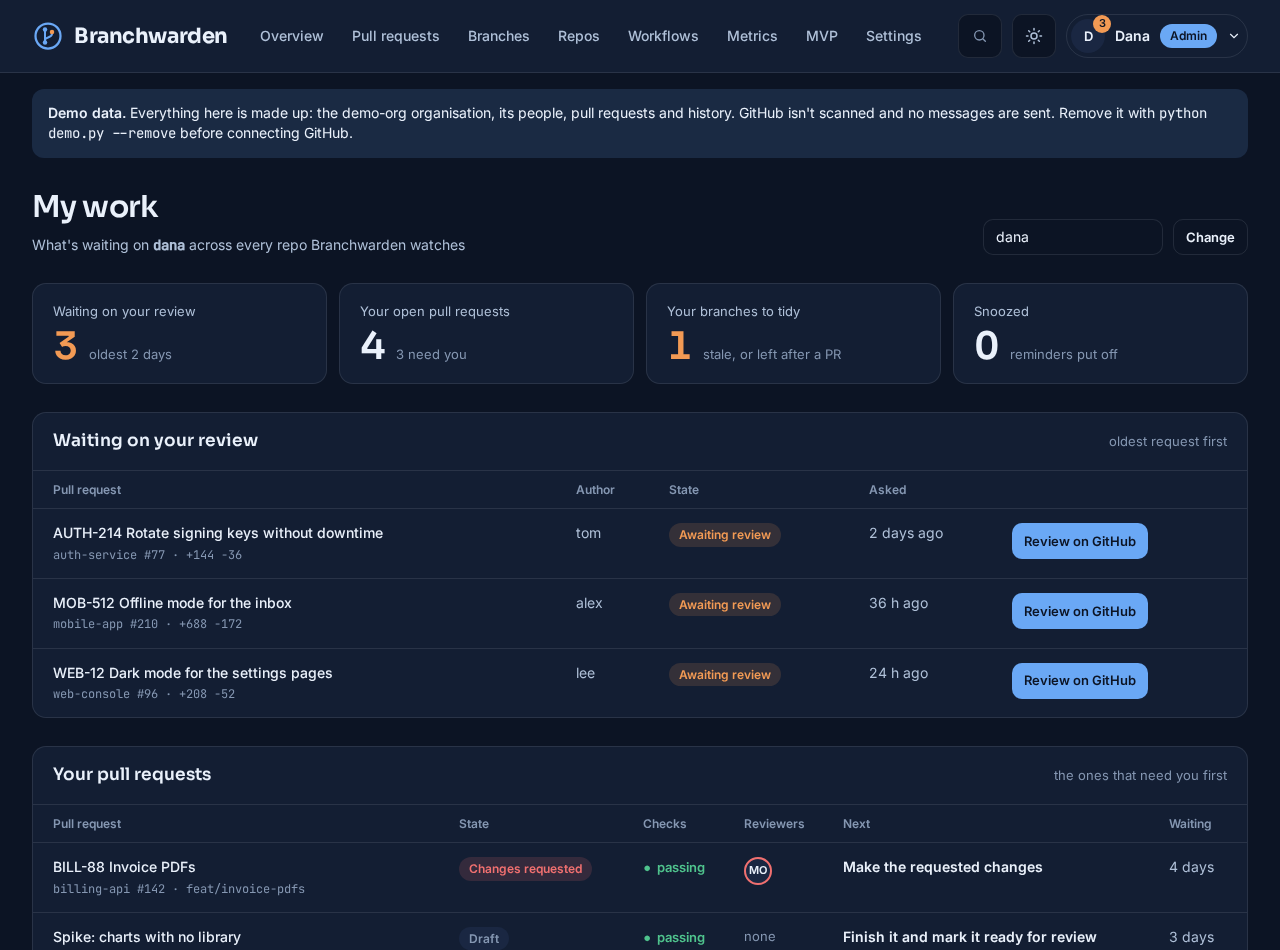 Branchwarden
Overview
Pull requests
Branches
Repos
Workflows
Metrics
MVP
Settings
D
3
Dana
Admin
Demo data. Everything here is made up: the demo-org organisation, its people, pull requests and history. GitHub isn't scanned and no messages are sent. Remove it with python
demo.py --remove before connecting GitHub.
My work
What's waiting on dana across every repo Branchwarden watches
dana
Change
Waiting on your review
3 oldest 2 days
Your open pull requests
4 3 need you
Your branches to tidy
1 stale, or left after a PR
Snoozed
0 reminders put off
Waiting on your review
oldest request first
Pull request Author State Asked
AUTH-214 Rotate signing keys without downtime tom Awaiting review 2 days ago Review on GitHub
auth-service #77 · +144 -36
MOB-512 Offline mode for the inbox alex Awaiting review 36 h ago Review on GitHub
mobile-app #210 · +688 -172
WEB-12 Dark mode for the settings pages lee Awaiting review 24 h ago Review on GitHub
web-console #96 · +208 -52
Your pull requests
the ones that need you first
Pull request State Checks Reviewers Next Waiting
BILL-88 Invoice PDFs Changes requested passing MO Make the requested changes 4 days
billing-api #142 · feat/invoice-pdfs
Spike: charts with no library Draft passing none Finish it and mark it ready for review 3 days